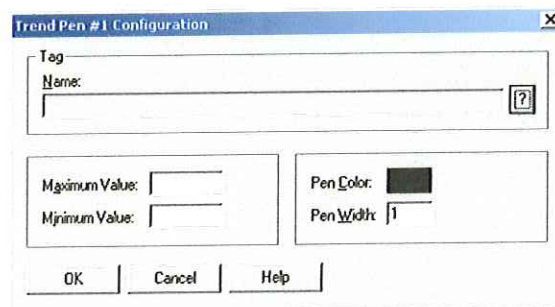 Trend Pen #1 Configuration
X
Tag
Name:
?
Maximum Value:
Minimum Value:
Pen Color:
Pen Width: 1
OK
Cancel
Help